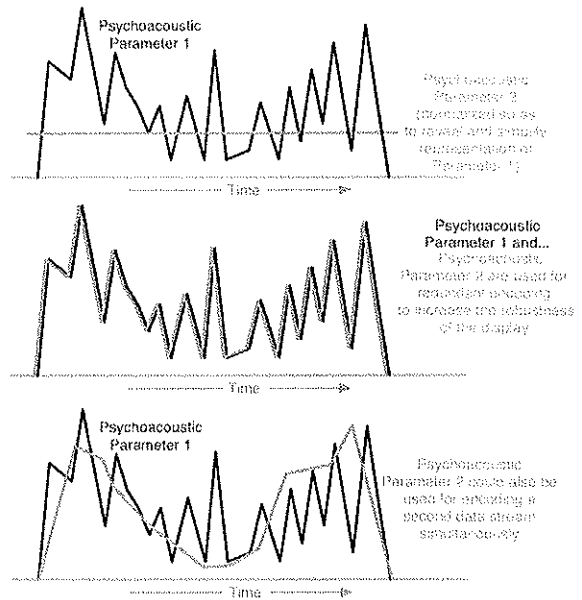 Psychoacoustic
Parameter 1
Psychoacoustic
Parameter 2
(normalized so as
to reveal and simplify
representation of
Parameter 1)
Time
Psychoacoustic
Parameter 1 and...
Psychoacoustic
Parameter 2 are used for
redundant encoding
to increase the robustness
of the display
Time
Psychoacoustic
Parameter 1
Psychoacoustic
Parameter 2 could also be
used for encoding a
second data stream
simultaneously
Time